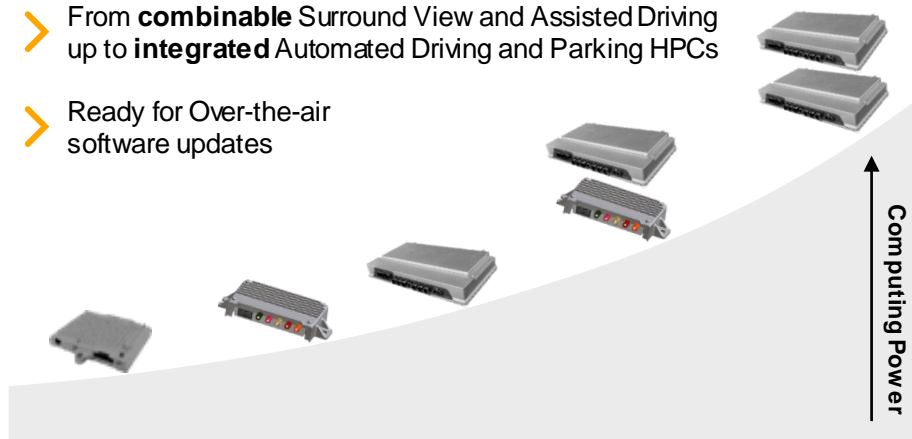 From combinable Surround View and Assisted Driving
up to integrated Automated Driving and Parking HPCs
Ready for Over-the-air
software updates
Computing Power